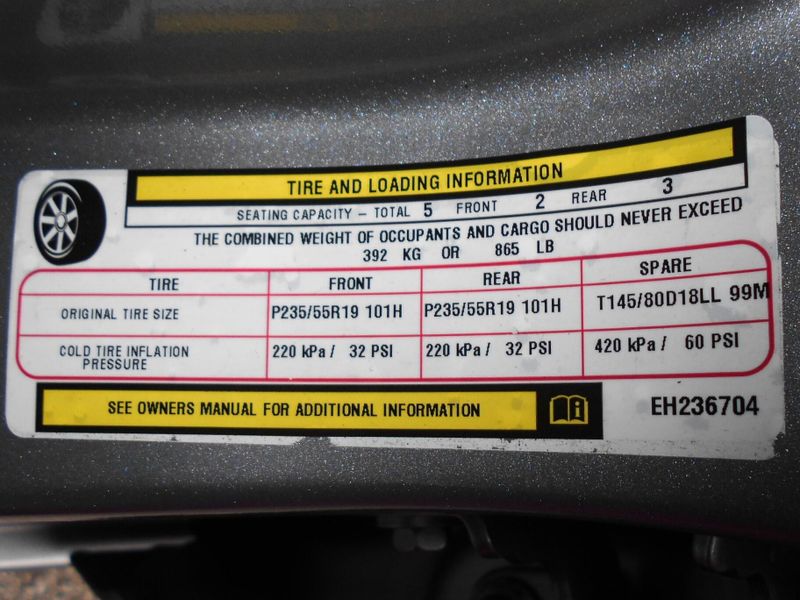 TIRE AND LOADING INFORMATION
SEATING CAPACITY – TOTAL 5 FRONT 2 REAR 3
THE COMBINED WEIGHT OF OCCUPANTS AND CARGO SHOULD NEVER EXCEED
392 KG OR 865 LB
TIRE FRONT REAR SPARE
ORIGINAL TIRE SIZE P235/55R19 101H P235/55R19 101H T145/80D18LL 99M
COLD TIRE INFLATION PRESSURE 220 kPa / 32 PSI 220 kPa / 32 PSI 420 kPa / 60 PSI
SEE OWNERS MANUAL FOR ADDITIONAL INFORMATION
EH236704